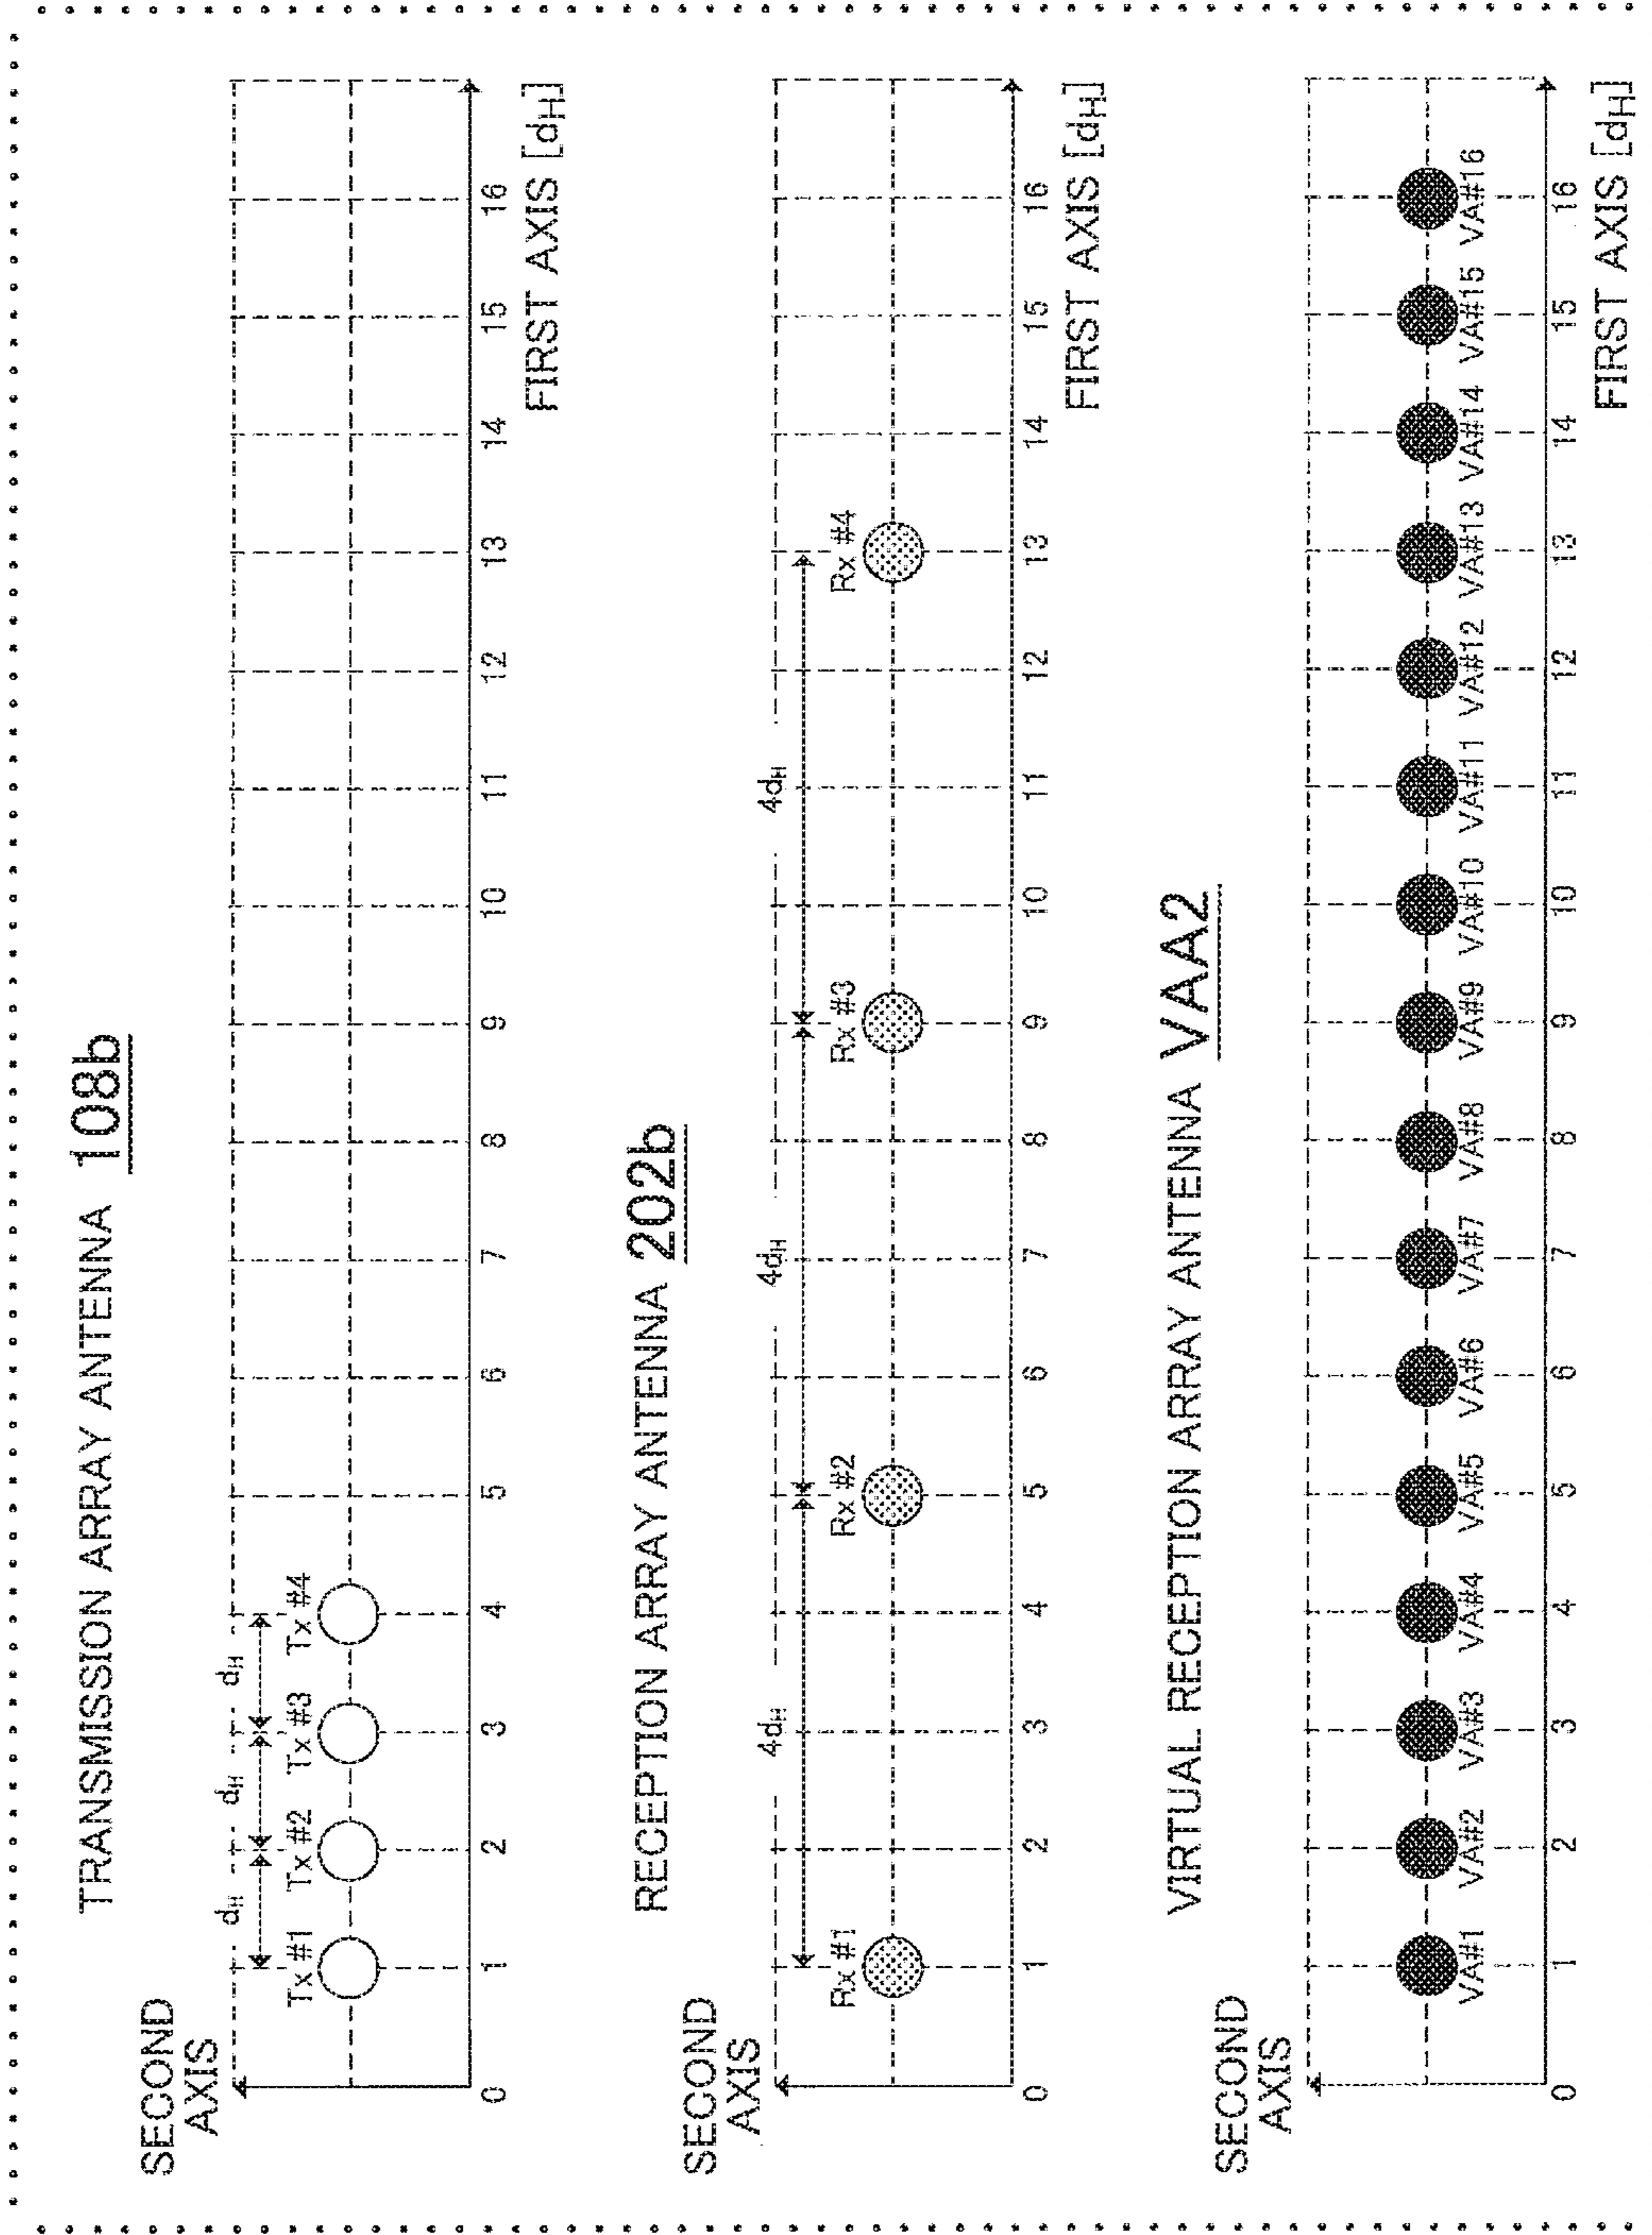 TRANSMISSION ARRAY ANTENNA 108b
SECOND
AXIS
dH dH dH
Tx #1 Tx #2 Tx #3 Tx #4
0 1 2 3 4 5 6 7 8 9 10 11 12 13 14 15 16
FIRST AXIS [dH]
RECEPTION ARRAY ANTENNA 202b
SECOND
AXIS
4dH 4dH 4dH
Rx #1 Rx #2 Rx #3 Rx #4
0 1 2 3 4 5 6 7 8 9 10 11 12 13 14 15 16
FIRST AXIS [dH]
VIRTUAL RECEPTION ARRAY ANTENNA VAA2
SECOND
AXIS
VA#1 VA#2 VA#3 VA#4 VA#5 VA#6 VA#7 VA#8 VA#9 VA#10 VA#11 VA#12 VA#13 VA#14 VA#15 VA#16
0 1 2 3 4 5 6 7 8 9 10 11 12 13 14 15 16
FIRST AXIS [dH]